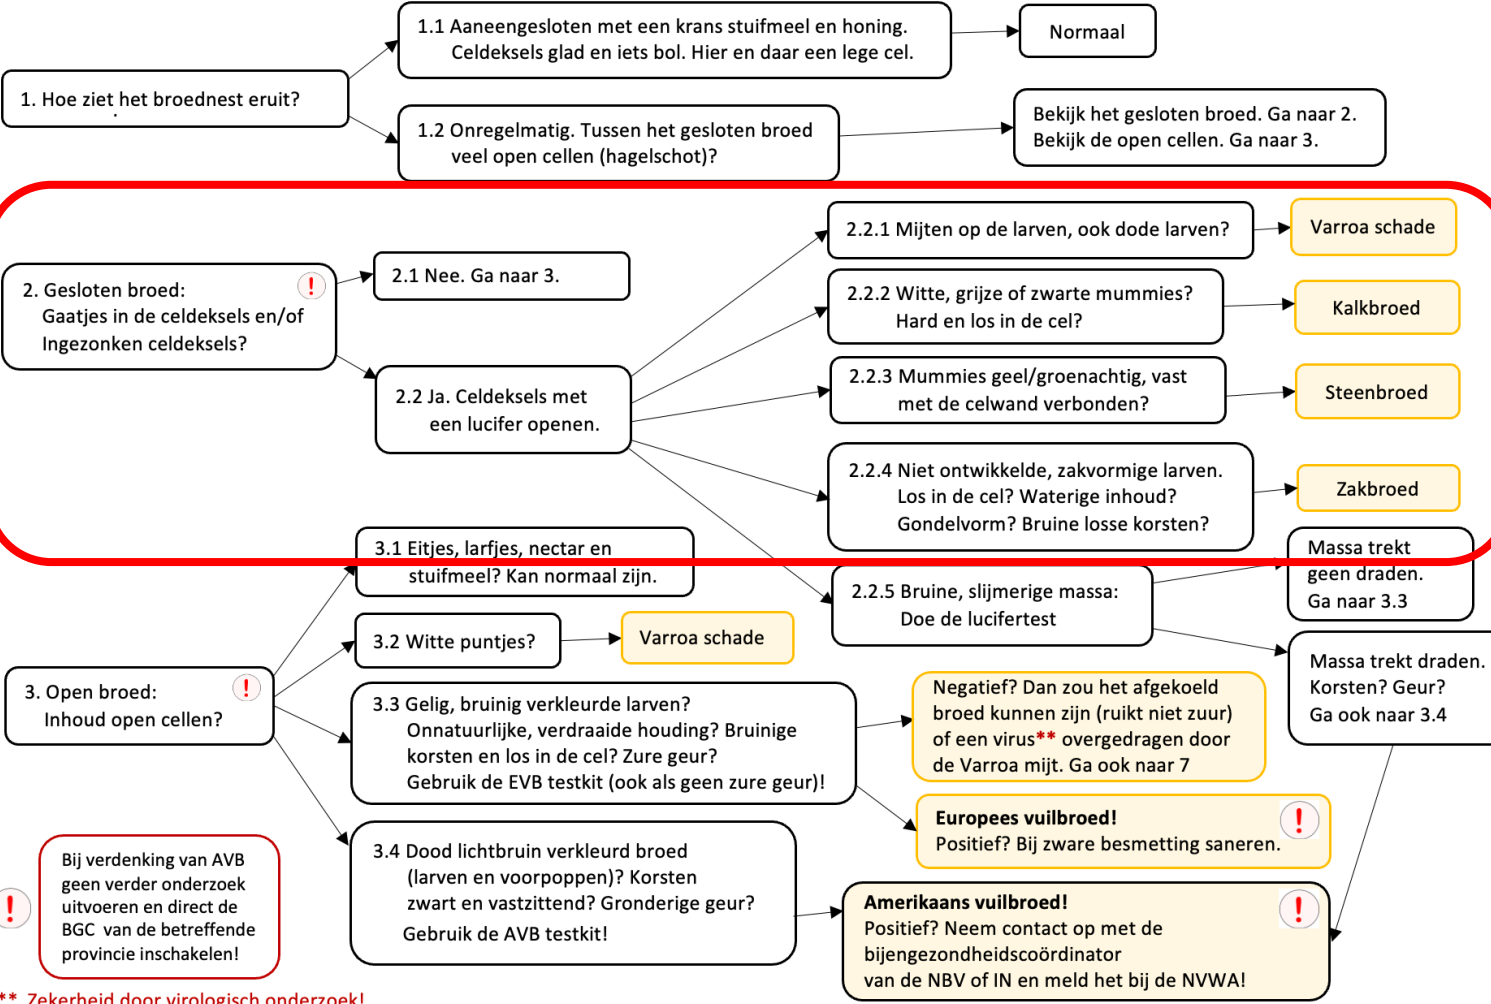 1.1 Aaneengesloten met een krans stuifmeel en honing.
Celdeksels glad en iets bol. Hier en daar een lege cel.
Normaal
1. Hoe ziet het broednest eruit?
1.2 Onregelmatig. Tussen het gesloten broed
veel open cellen (hagelschot)?
Bekijk het gesloten broed. Ga naar 2.
Bekijk de open cellen. Ga naar 3.
2. Gesloten broed:
Gaatjes in de celdeksels en/of
Ingezonken celdeksels?
!
2.1 Nee. Ga naar 3.
2.2 Ja. Celdeksels met
een lucifer openen.
2.2.1 Mijten op de larven, ook dode larven?
Varroa schade
2.2.2 Witte, grijze of zwarte mummies?
Hard en los in de cel?
Kalkbroed
2.2.3 Mummies geel/groenachtig, vast
met de celwand verbonden?
Steenbroed
2.2.4 Niet ontwikkelde, zakvormige larven.
Los in de cel? Waterige inhoud?
Gondelvorm? Bruine losse korsten?
Zakbroed
2.2.5 Bruine, slijmerige massa:
Doe de lucifertest
Massa trekt
geen draden.
Ga naar 3.3
Massa trekt draden.
Korsten? Geur?
Ga ook naar 3.4
3. Open broed:
Inhoud open cellen?
!
3.1 Eitjes, larfjes, nectar en
stuifmeel? Kan normaal zijn.
3.2 Witte puntjes?
Varroa schade
3.3 Gelig, bruinig verkleurde larven?
Onnatuurlijke, verdraaide houding? Bruinige
korsten en los in de cel? Zure geur?
Gebruik de EVB testkit (ook als geen zure geur)!
Negatief? Dan zou het afgekoeld
broed kunnen zijn (ruikt niet zuur)
of een virus** overgedragen door
de Varroa mijt. Ga ook naar 7
Europees vuilbroed!
Positief? Bij zware besmetting saneren.
!
3.4 Dood lichtbruin verkleurd broed
(larven en voorpoppen)? Korsten
zwart en vastzittend? Gronderige geur?
Gebruik de AVB testkit!
Amerikaans vuilbroed!
Positief? Neem contact op met de
bijengezondheidscoördinator
van de NBV of IN en meld het bij de NVWA!
!
!
Bij verdenking van AVB
geen verder onderzoek
uitvoeren en direct de
BGC van de betreffende
provincie inschakelen!
** Zekerheid door virologisch onderzoek!